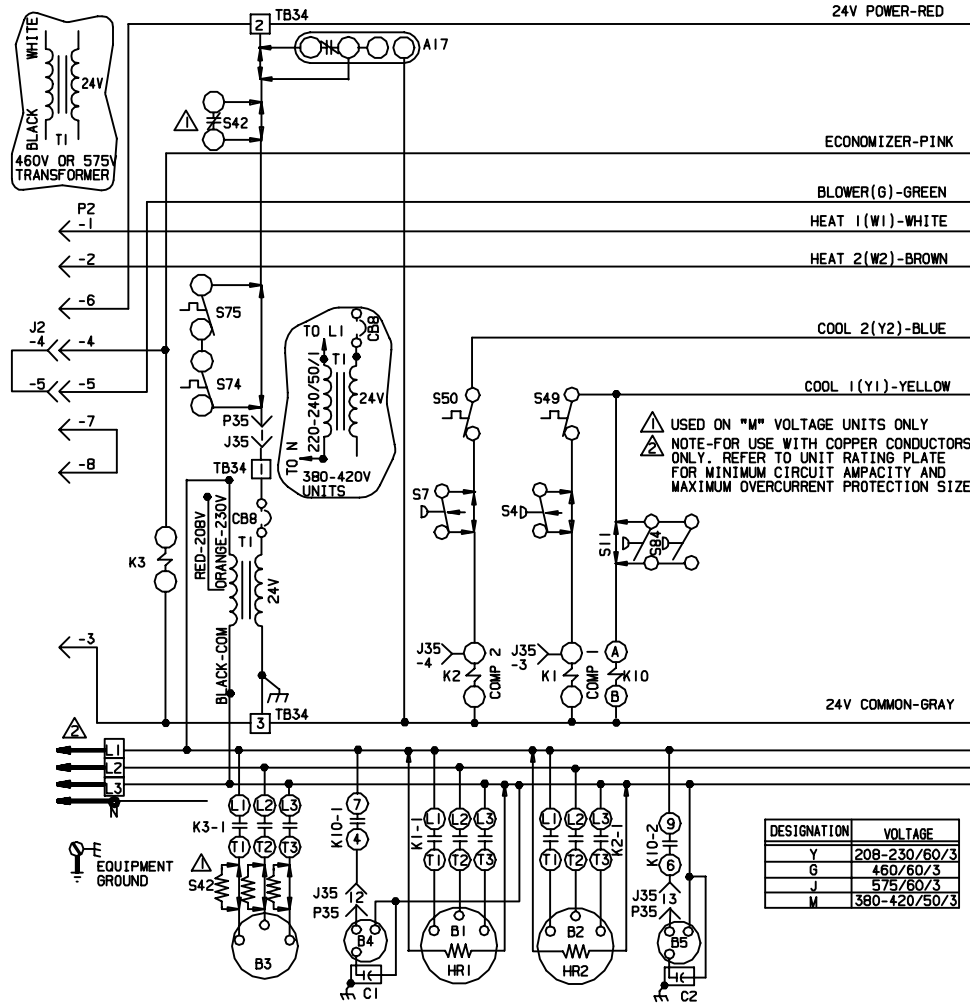 24V POWER-RED
TB34
2
A17
WHITE
BLACK
24V
T1
460V OR 575V
TRANSFORMER
1
S42
ECONOMIZER-PINK
BLOWER(G)-GREEN
P2
-1
HEAT 1(W1)-WHITE
-2
HEAT 2(W2)-BROWN
-6
S75
J2
-4
-4
-5
-5
S74
COOL 2(Y2)-BLUE
COOL 1(Y1)-YELLOW
TO L1
CB8
T1
220-240/50/1
24V
TO N
380-420V
UNITS
P35
J35
TB34
1
-7
-8
S50
S49
1 USED ON "M" VOLTAGE UNITS ONLY
2 NOTE-FOR USE WITH COPPER CONDUCTORS
ONLY. REFER TO UNIT RATING PLATE
FOR MINIMUM CIRCUIT AMPACITY AND
MAXIMUM OVERCURRENT PROTECTION SIZE
S7
S4
S11
S84
CB8
T1
RED-208V
ORANGE-230V
24V
BLACK-COM
K3
-3
J35
-4
K2
COMP 2
J35
-3
K1
COMP 1
A
K10
B
3
TB34
24V COMMON-GRAY
2
L1
L2
L3
N
EQUIPMENT
GROUND
K3-1
L1
L2
L3
T1
T2
T3
1
S42
B3
7
K10-1
4
J35
12
P35
B4
C1
K1-1
L1
L2
L3
T1
T2
T3
B1
HR1
L1
L2
L3
K2-1
T1
T2
T3
B2
HR2
9
K10-2
6
J35
13
P35
B5
C2
DESIGNATION VOLTAGE
Y 208-230/60/3
G 460/60/3
J 575/60/3
M 380-420/50/3